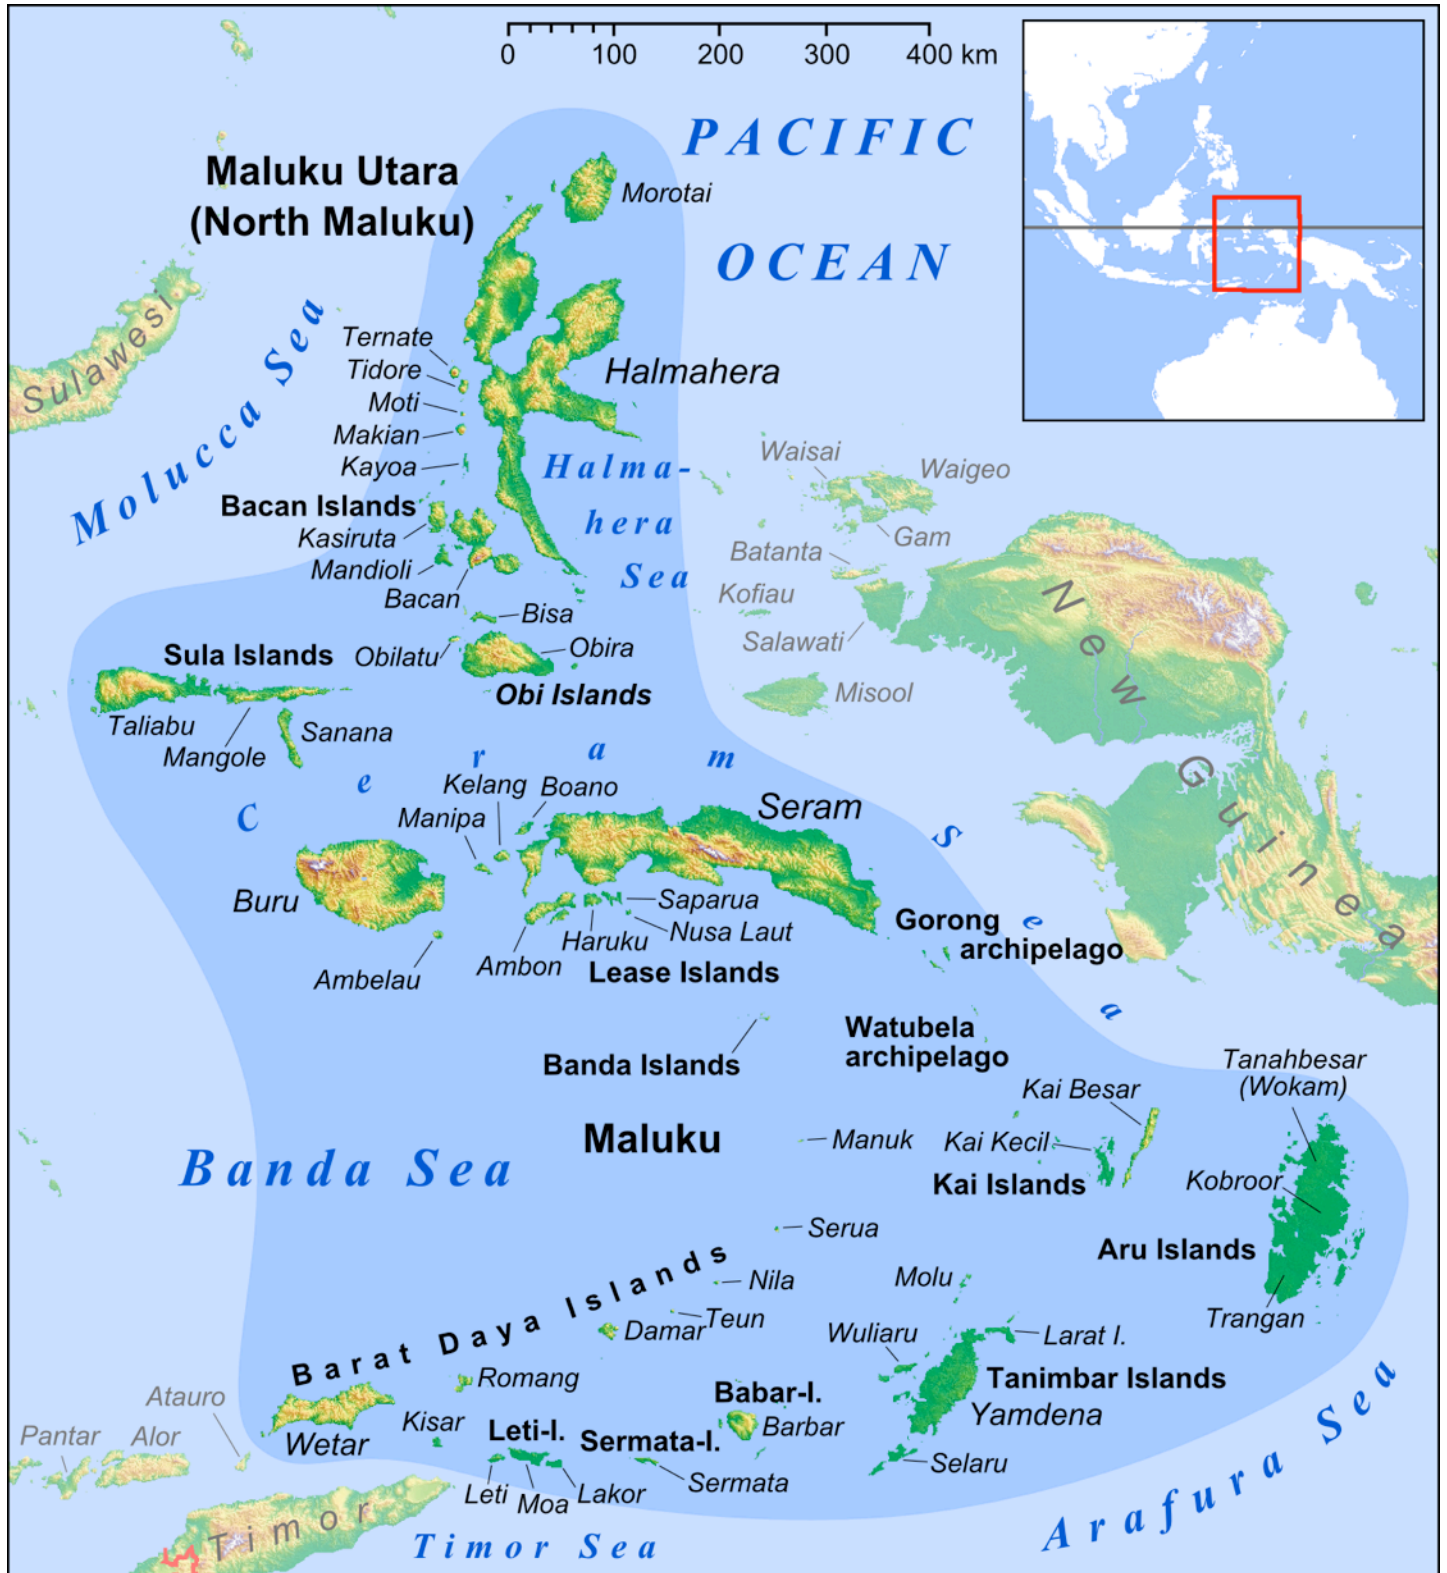 0 100 200 300 400 km
PACIFIC
OCEAN
Maluku Utara
(North Maluku)
Morotai
Sulawesi
Molucca Sea
Ternate
Tidore
Moti
Makian
Kayoa
Halmahera
Halma-
hera
Sea
Bacan Islands
Kasiruta
Mandioli
Bacan
Waisai
Waigeo
Gam
Batanta
Kofiau
Salawati
Misool
New Guinea
Bisa
Obilatu
Obira
Obi Islands
Sula Islands
Taliabu
Mangole
Sanana
Ceram Sea
Kelang
Boano
Manipa
Seram
Buru
Ambelau
Ambon
Haruku
Saparua
Nusa Laut
Lease Islands
Gorong
archipelago
Watubela
archipelago
Banda Islands
Maluku
Banda Sea
Manuk
Kai Besar
Kai Kecil
Kai Islands
Tanahbesar
(Wokam)
Kobroor
Aru Islands
Trangan
Serua
Nila
Teun
Damar
Barat Daya Islands
Romang
Wetar
Kisar
Molu
Wuliaru
Larat I.
Tanimbar Islands
Yamdena
Selaru
Babar-I.
Barbar
Leti-I.
Sermata-I.
Sermata
Leti
Moa
Lakor
Atauro
Pantar
Alor
Timor
Timor Sea
Arafura Sea